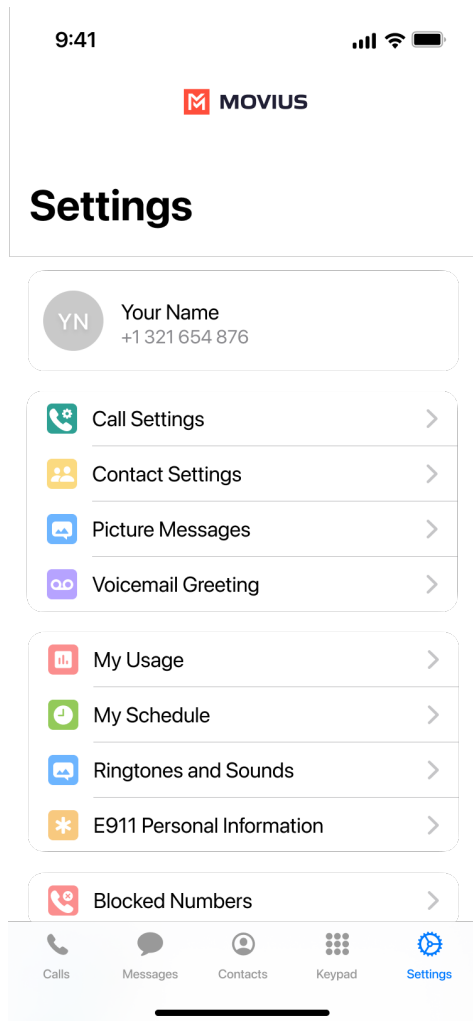 9:41
MOVIUS
Settings
YN
Your Name
+1 321 654 876
Call Settings
Contact Settings
Picture Messages
Voicemail Greeting
My Usage
My Schedule
Ringtones and Sounds
E911 Personal Information
Blocked Numbers
Calls
Messages
Contacts
Keypad
Settings